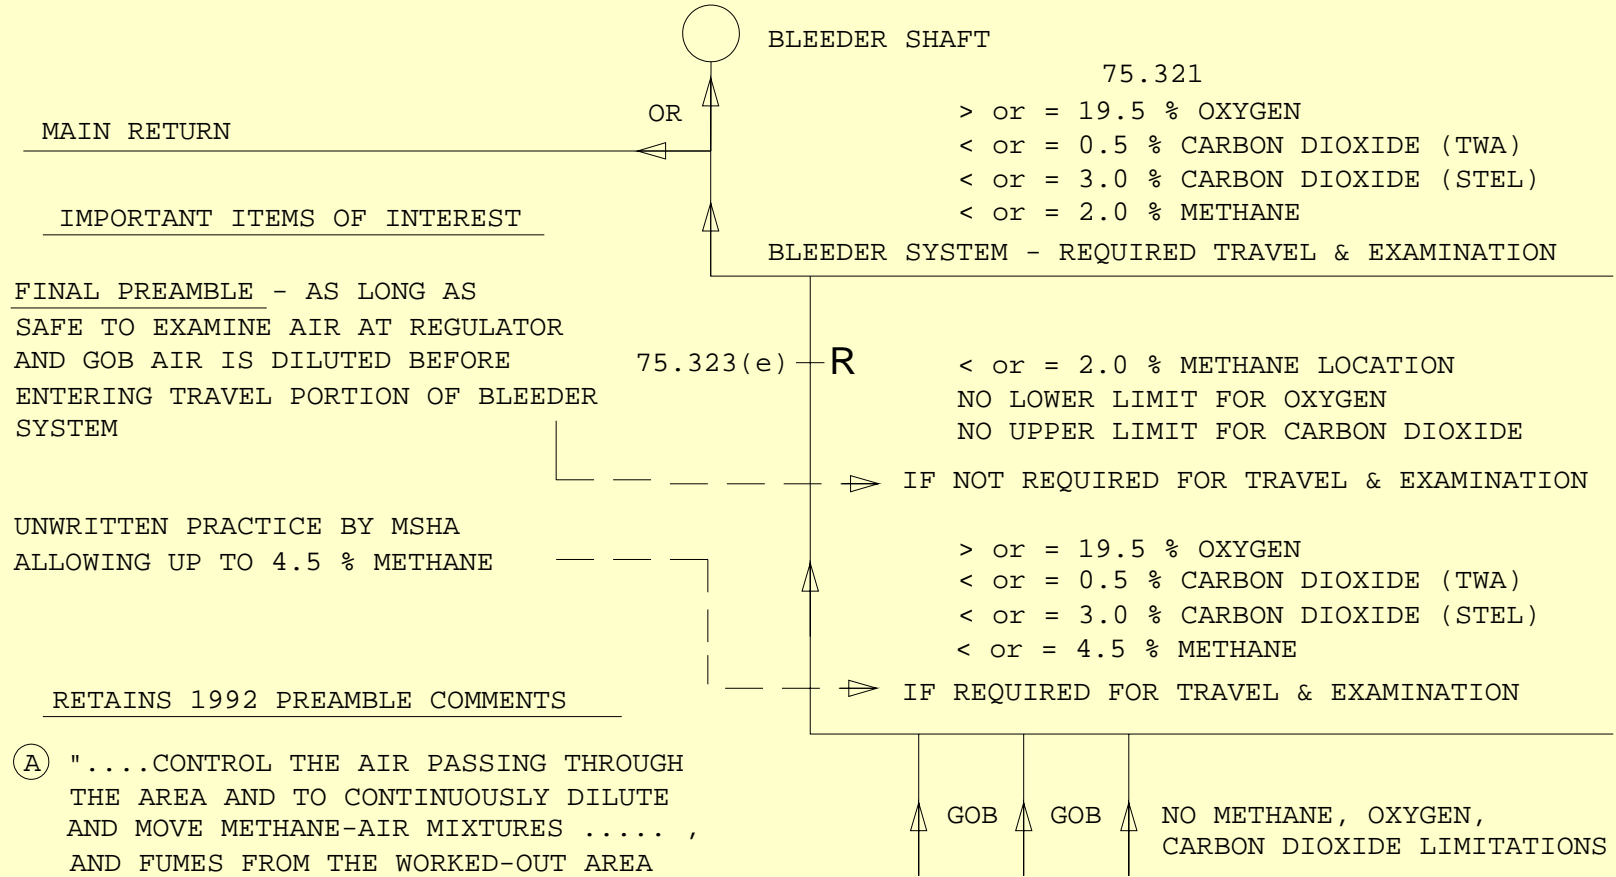 BLEEDER SHAFT
75.321
> or = 19.5 % OXYGEN
< or = 0.5 % CARBON DIOXIDE (TWA)
< or = 3.0 % CARBON DIOXIDE (STEL)
< or = 2.0 % METHANE
OR
MAIN RETURN
IMPORTANT ITEMS OF INTEREST
BLEEDER SYSTEM - REQUIRED TRAVEL & EXAMINATION
FINAL PREAMBLE - AS LONG AS
SAFE TO EXAMINE AIR AT REGULATOR
AND GOB AIR IS DILUTED BEFORE
ENTERING TRAVEL PORTION OF BLEEDER
SYSTEM
75.323(e) R
< or = 2.0 % METHANE LOCATION
NO LOWER LIMIT FOR OXYGEN
NO UPPER LIMIT FOR CARBON DIOXIDE
IF NOT REQUIRED FOR TRAVEL & EXAMINATION
UNWRITTEN PRACTICE BY MSHA
ALLOWING UP TO 4.5 % METHANE
> or = 19.5 % OXYGEN
< or = 0.5 % CARBON DIOXIDE (TWA)
< or = 3.0 % CARBON DIOXIDE (STEL)
< or = 4.5 % METHANE
IF REQUIRED FOR TRAVEL & EXAMINATION
RETAINS 1992 PREAMBLE COMMENTS
A "....CONTROL THE AIR PASSING THROUGH
THE AREA AND TO CONTINUOUSLY DILUTE
AND MOVE METHANE-AIR MIXTURES ..... ,
AND FUMES FROM THE WORKED-OUT AREA
GOB GOB
NO METHANE, OXYGEN,
CARBON DIOXIDE LIMITATIONS